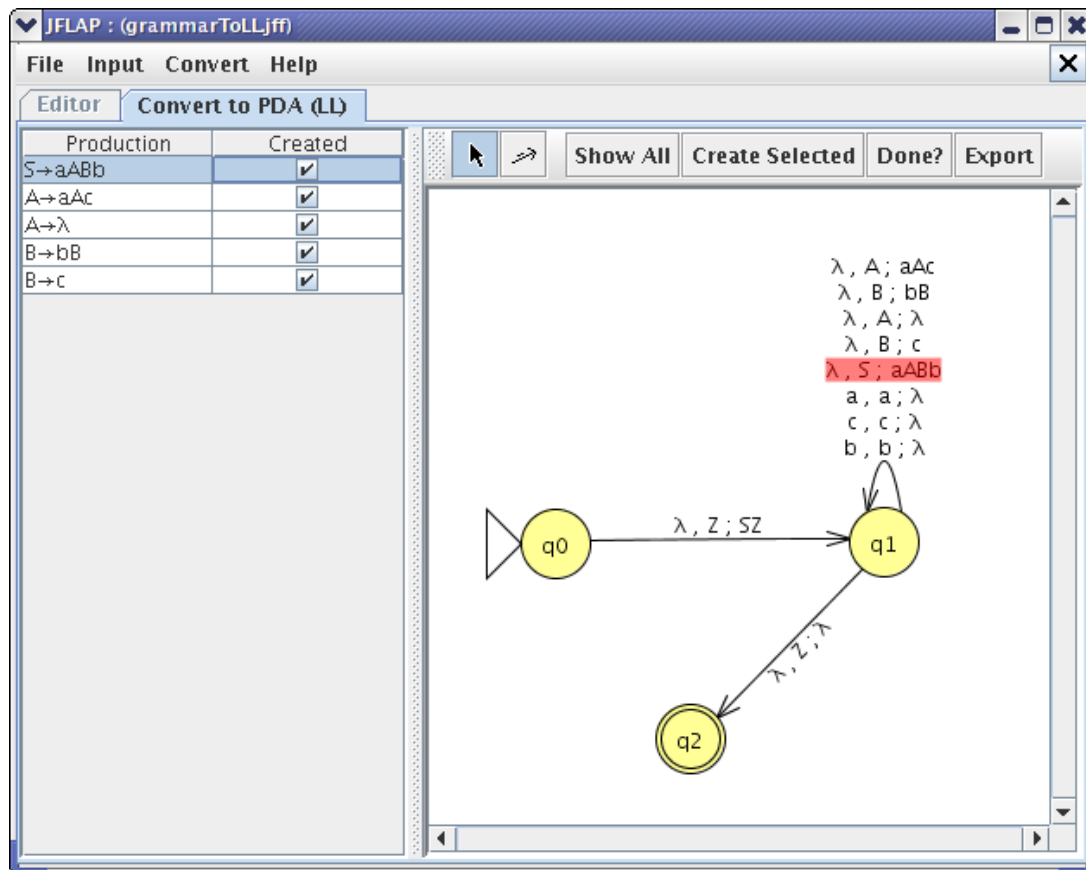 JFLAP : (grammarToLL.jff)
File Input Convert Help
Editor Convert to PDA (LL)
Production Created
S→aABb
A→aAc
A→λ
B→bB
B→c
Show All Create Selected Done? Export
λ , A ; aAc
λ , B ; bB
λ , A ; λ
λ , B ; c
λ , S ; aABb
a , a ; λ
c , c ; λ
b , b ; λ
λ , Z ; SZ
q0
q1
λ , Z ; λ
q2